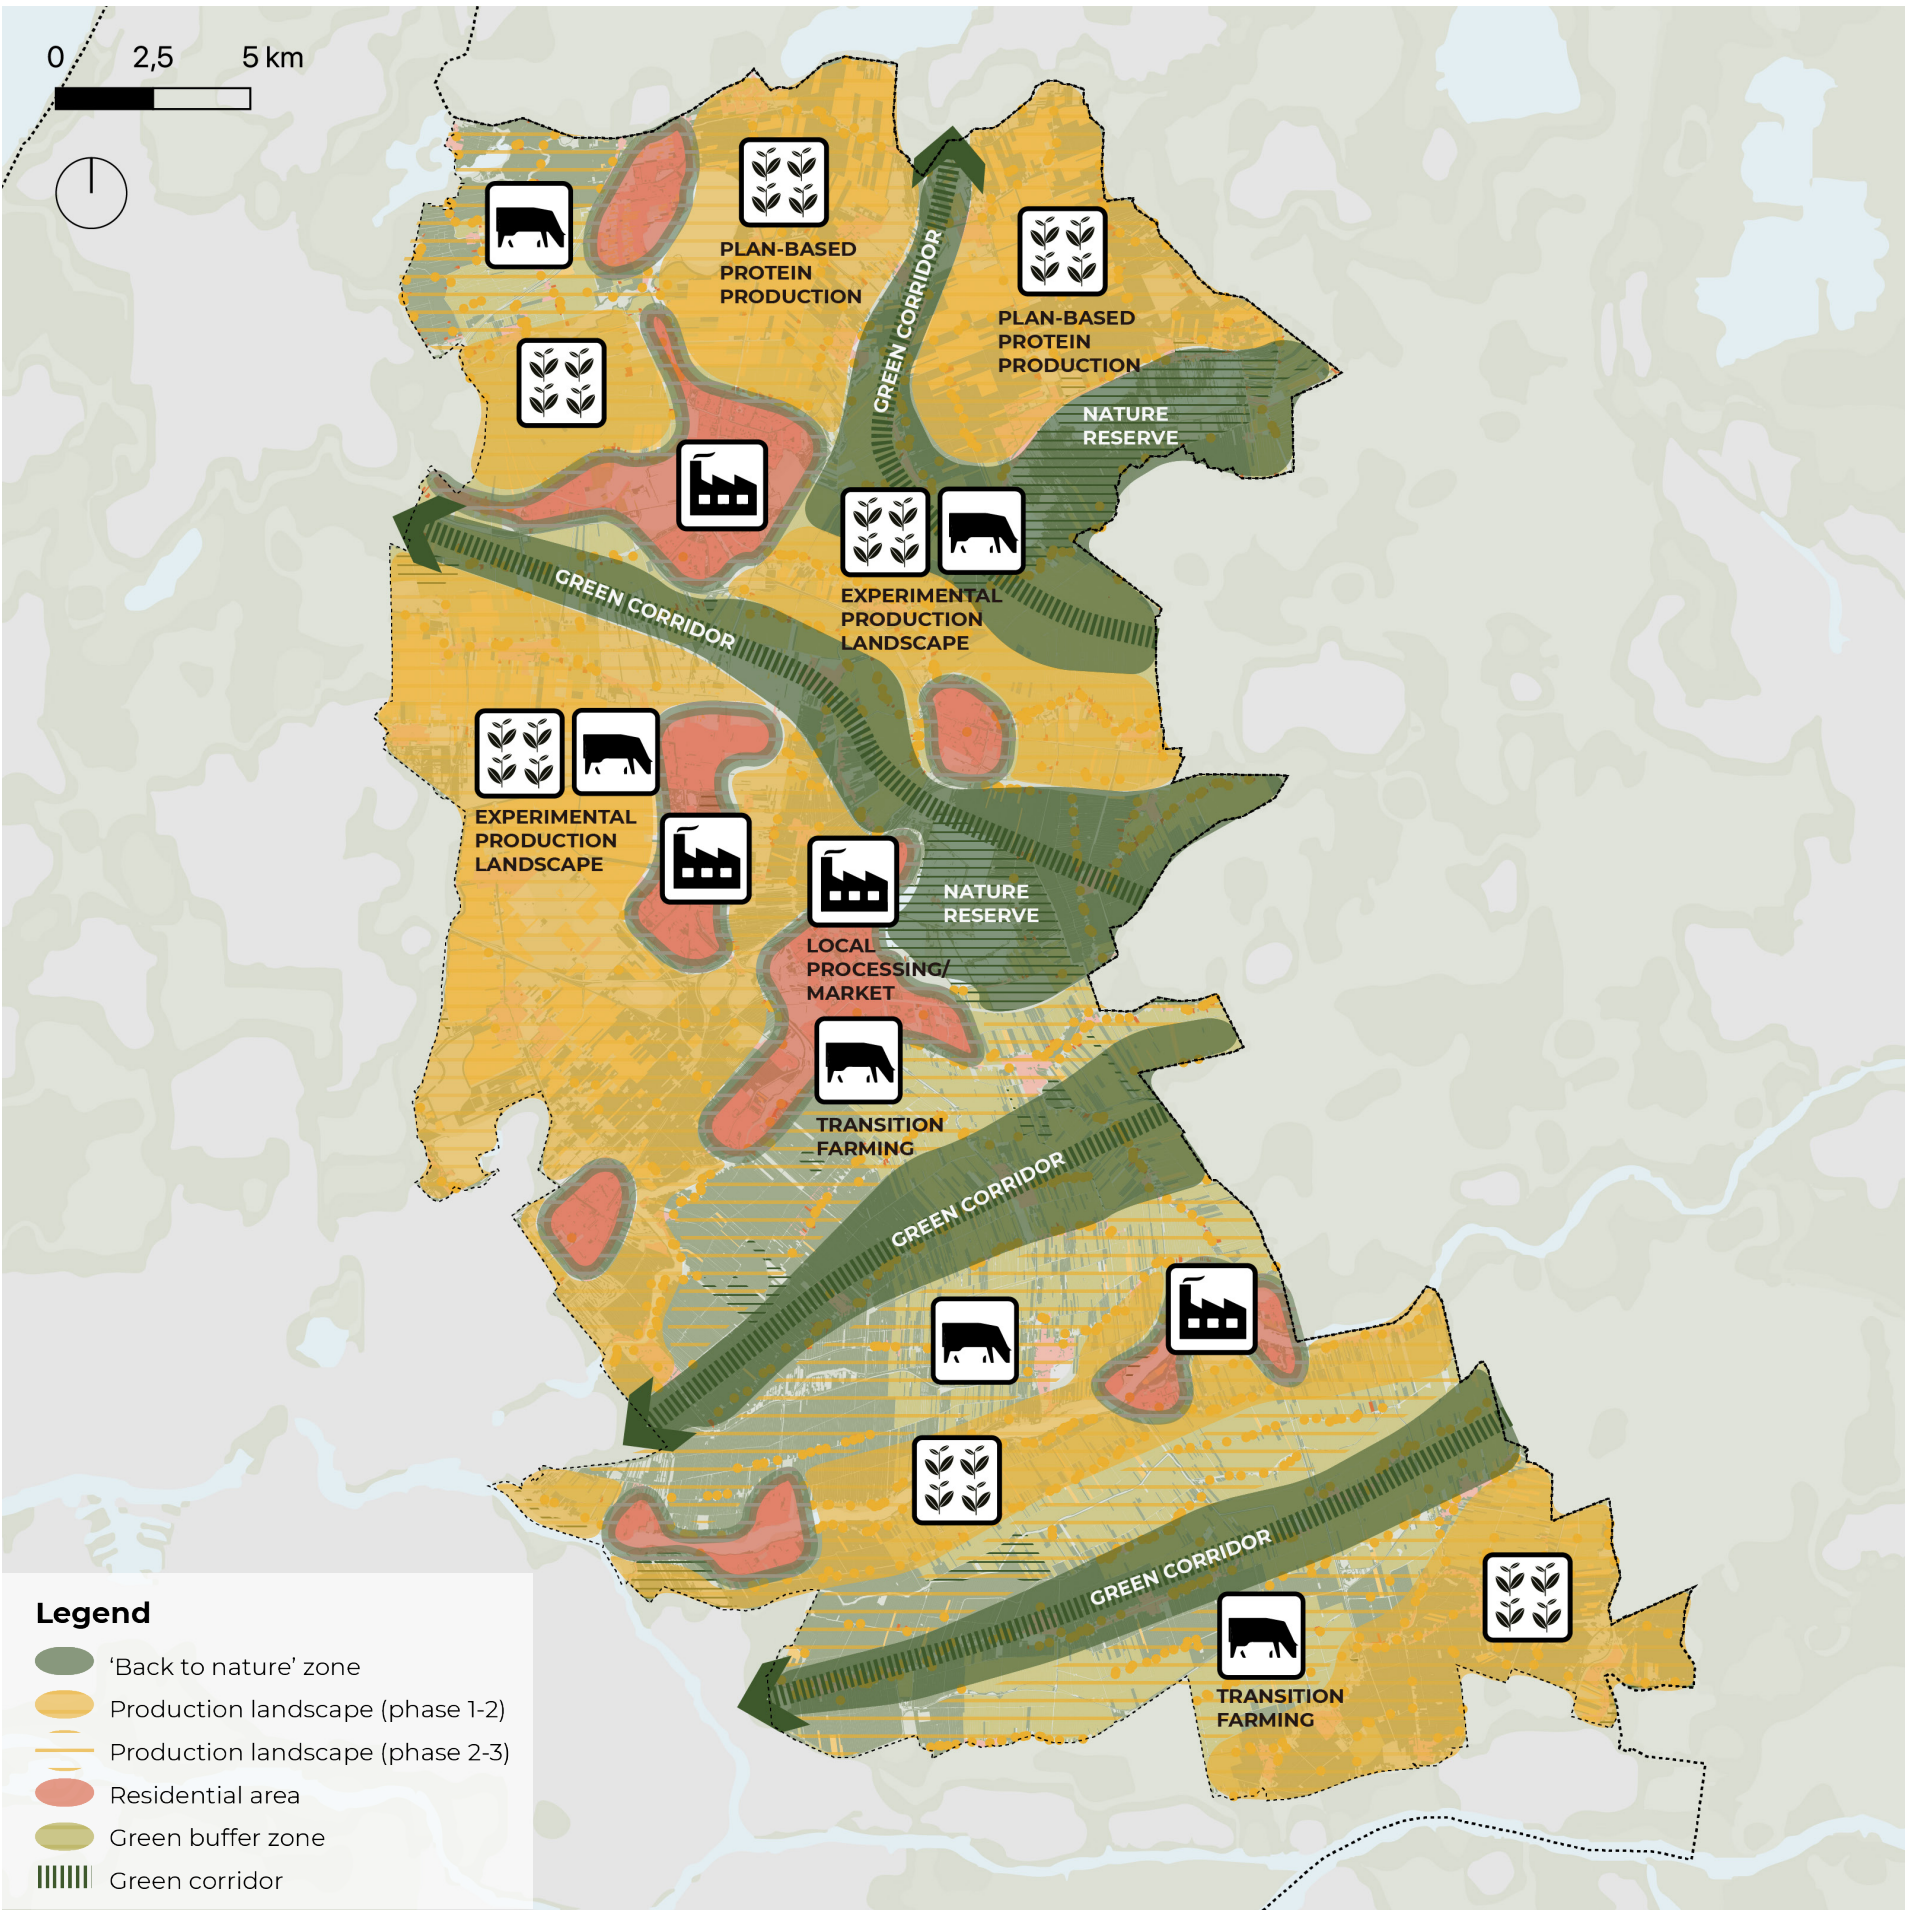 0 2,5 5 km
PLAN-BASED
PROTEIN
PRODUCTION
GREEN CORRIDOR
PLAN-BASED
PROTEIN
PRODUCTION
NATURE
RESERVE
GREEN CORRIDOR
EXPERIMENTAL
PRODUCTION
LANDSCAPE
EXPERIMENTAL
PRODUCTION
LANDSCAPE
NATURE
RESERVE
LOCAL
PROCESSING/
MARKET
TRANSITION
FARMING
GREEN CORRIDOR
GREEN CORRIDOR
TRANSITION
FARMING
Legend
‘Back to nature’ zone
Production landscape (phase 1-2)
Production landscape (phase 2-3)
Residential area
Green buffer zone
Green corridor